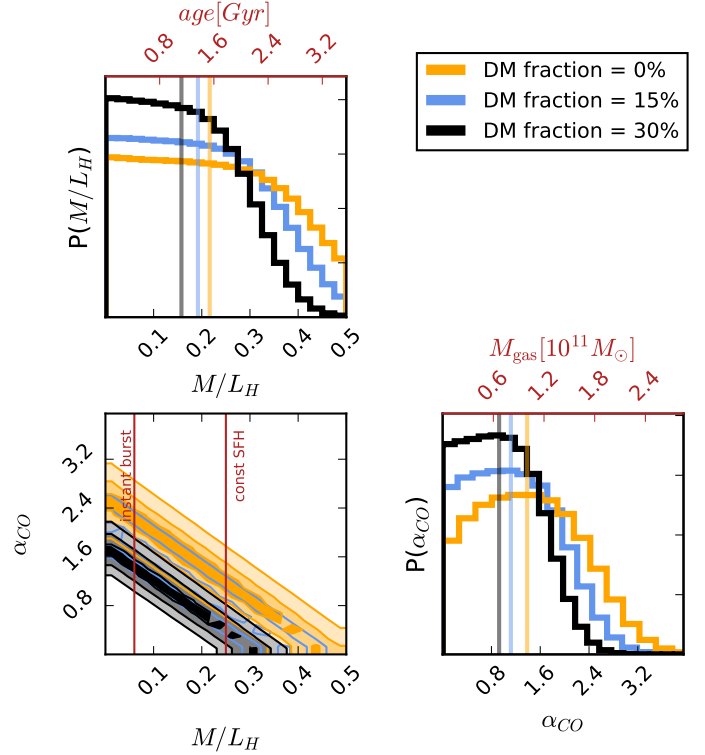 age[Gyr]
0.8 1.6 2.4 3.2
P(M/L_H)
0.1 0.2 0.3 0.4 0.5
M/L_H
DM fraction = 0%
DM fraction = 15%
DM fraction = 30%
α_CO
3.2
2.4
1.6
0.8
instant burst
const SFH
0.1 0.2 0.3 0.4 0.5
M/L_H
M_gas[10^11 M_⊙]
0.6 1.2 1.8 2.4
P(α_CO)
0.8 1.6 2.4 3.2
α_CO